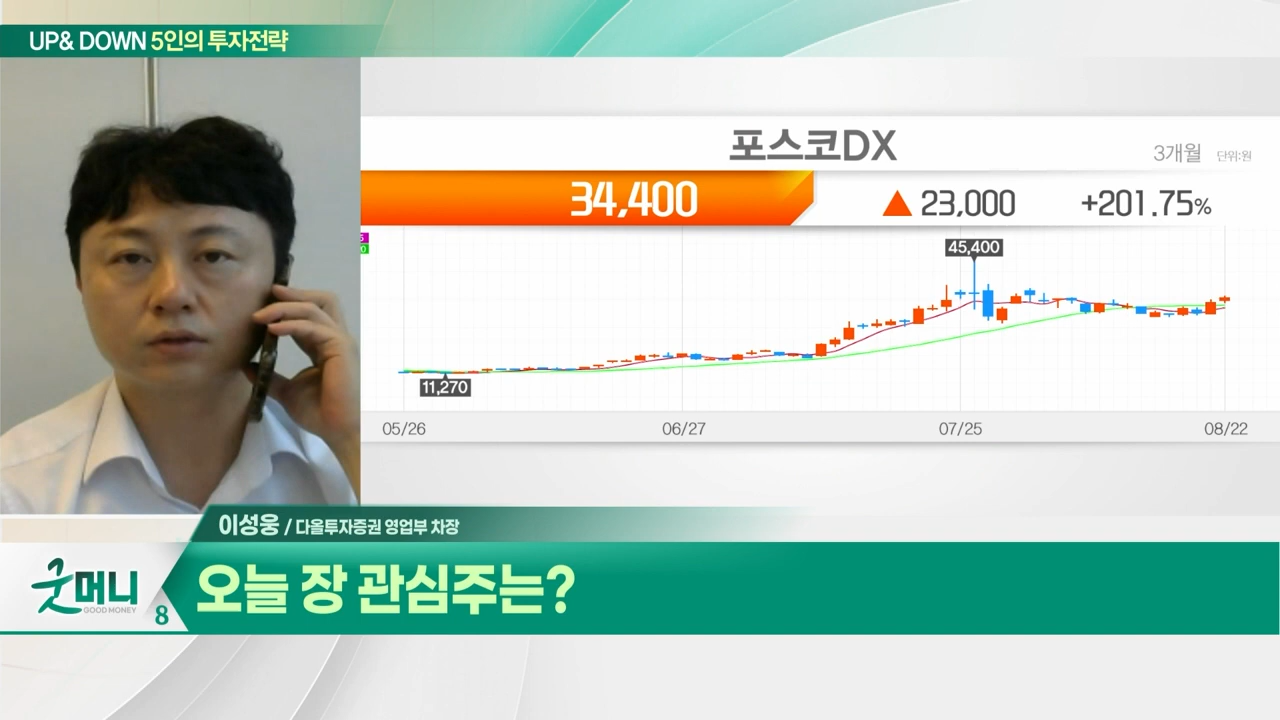 UP& DOWN 5인의 투자전략
포스코DX
3개월 단위:원
34,400 ▲ 23,000 +201.75%
45,400
11,270
05/26 06/27 07/25 08/22
이성웅 / 다올투자증권 영업부 차장
굿머니
GOOD MONEY
8
오늘 장 관심주는?